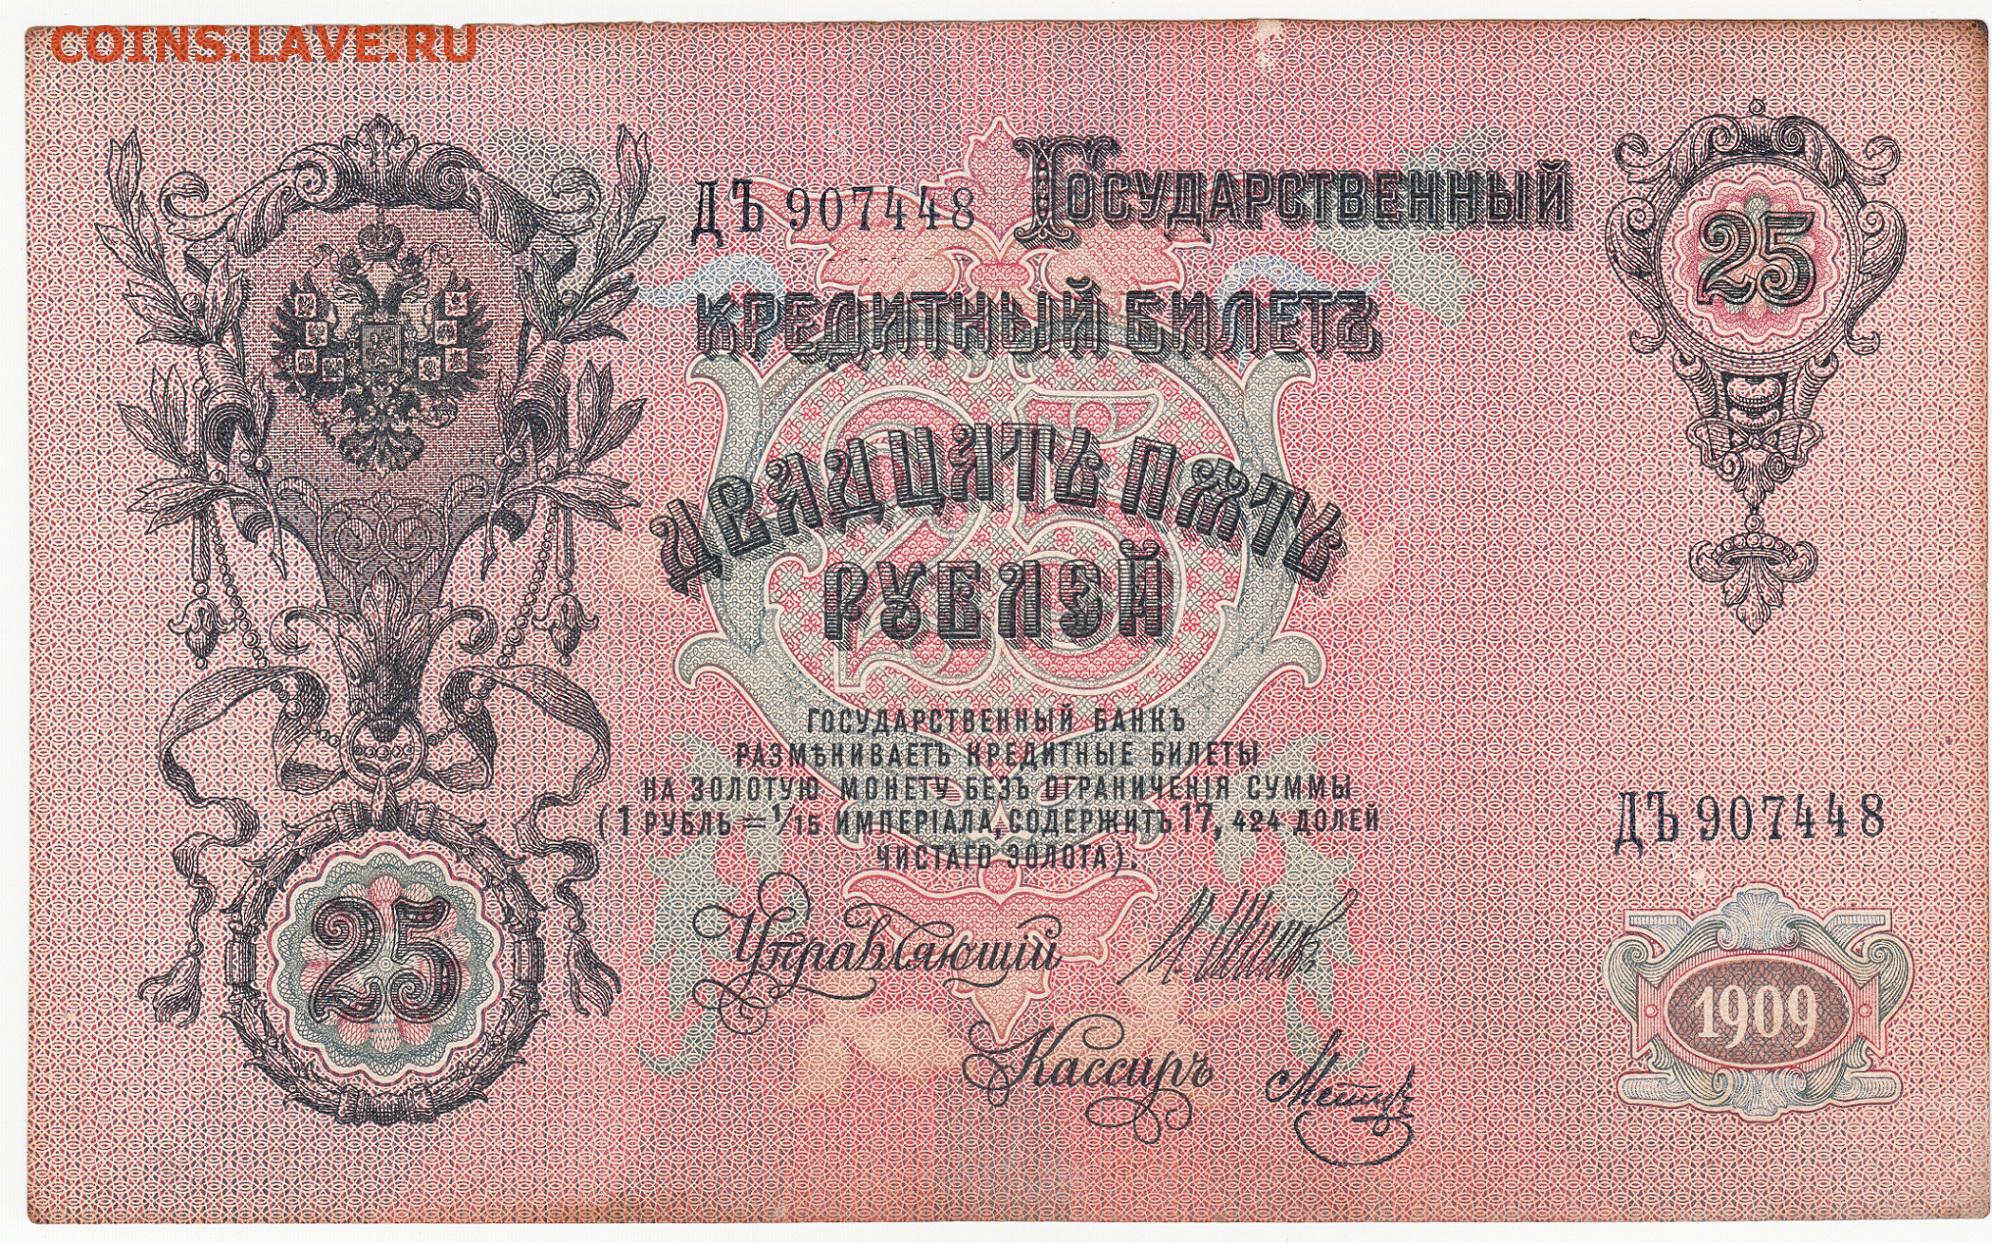 COINS.LAVE.RU
ДЪ 907448
Государственный
Кредитный Билетъ
25
Двадцать пять
рублей
25
Государственный банкъ
размѣниваетъ кредитные билеты
на золотую монету безъ ограниченія суммы
(1 рубль = 1/15 имперіала, содержитъ 17,424 долей
чистаго золота).
ДЪ 907448
Управляющій
25
1909
Кассиръ